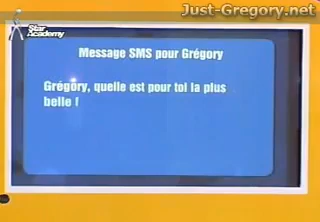 Just-Gregory.net
Star
Academy
Message SMS pour Grégory
Grégory, quelle est pour toi la plus
belle f